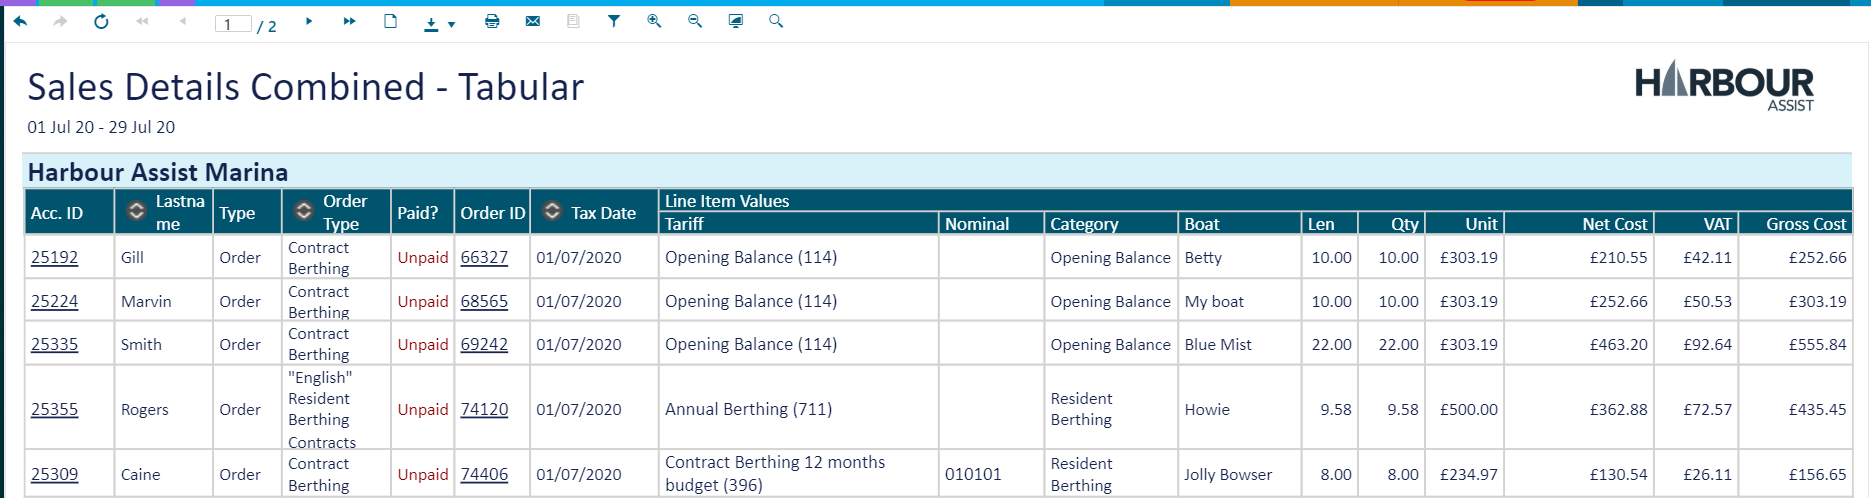 1 / 2
Sales Details Combined - Tabular
HARBOUR
ASSIST
01 Jul 20 - 29 Jul 20
Harbour Assist Marina
Acc. ID Lastna me Type Order Type Paid? Order ID Tax Date Line Item Values
Tariff Nominal Category Boat Len Qty Unit Net Cost VAT Gross Cost
25192 Gill Order Contract Berthing Unpaid 66327 01/07/2020 Opening Balance (114) Opening Balance Betty 10.00 10.00 £303.19 £210.55 £42.11 £252.66
25224 Marvin Order Contract Berthing Unpaid 68565 01/07/2020 Opening Balance (114) Opening Balance My boat 10.00 10.00 £303.19 £252.66 £50.53 £303.19
25335 Smith Order Contract Berthing Unpaid 69242 01/07/2020 Opening Balance (114) Opening Balance Blue Mist 22.00 22.00 £303.19 £463.20 £92.64 £555.84
25355 Rogers Order "English" Resident Berthing Contracts Unpaid 74120 01/07/2020 Annual Berthing (711) Resident Berthing Howie 9.58 9.58 £500.00 £362.88 £72.57 £435.45
25309 Caine Order Contract Berthing Unpaid 74406 01/07/2020 Contract Berthing 12 months budget (396) 010101 Resident Berthing Jolly Bowser 8.00 8.00 £234.97 £130.54 £26.11 £156.65